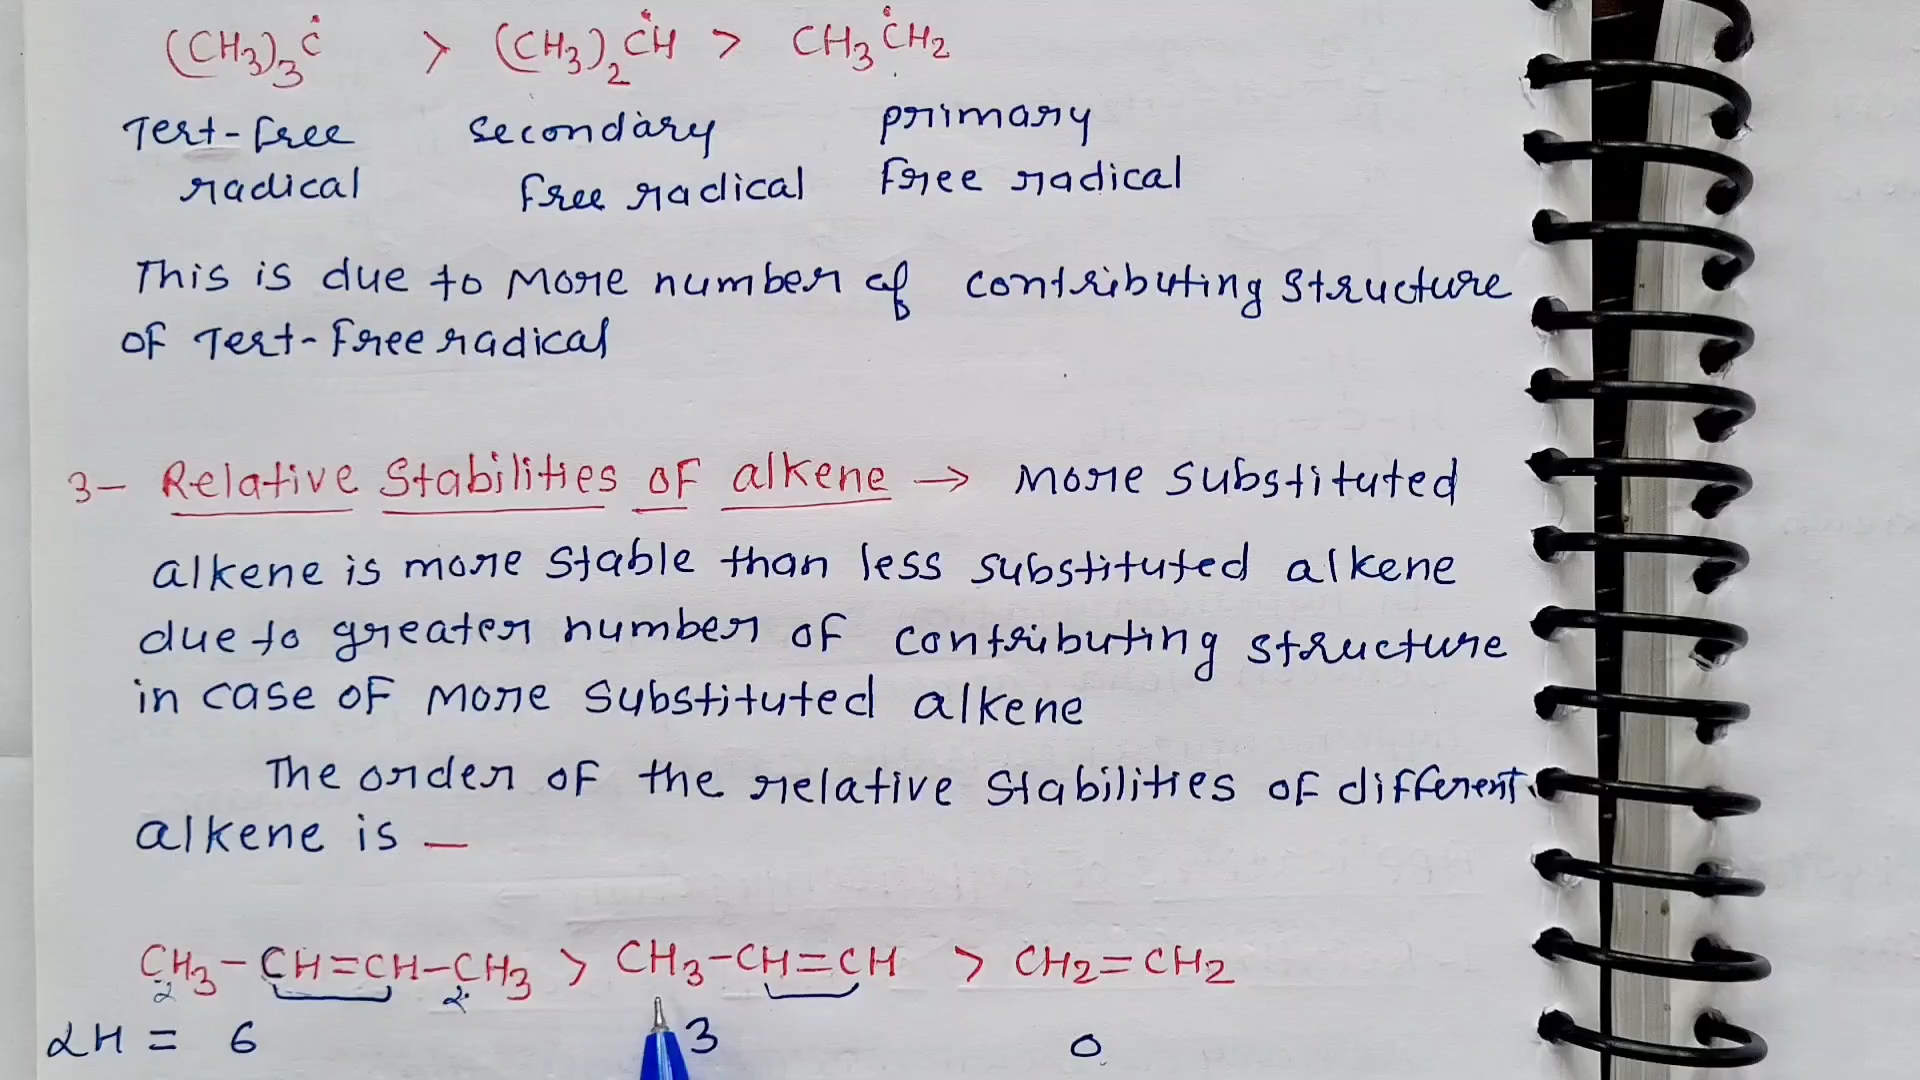 (CH3)3Ċ > (CH3)2ĊH > CH3ĊH2
Tert-free radical
secondary free radical
primary free radical
This is due to more number of contributing structure
of Tert-free radical
3- Relative Stabilities of alkene → more substituted
alkene is more stable than less substituted alkene
due to greater number of contributing structure
in case of more substituted alkene
The order of the relative stabilities of different
alkene is —
CH3-CH=CH-CH3 > CH3-CH=CH > CH2=CH2
α α
αH = 6 3 0